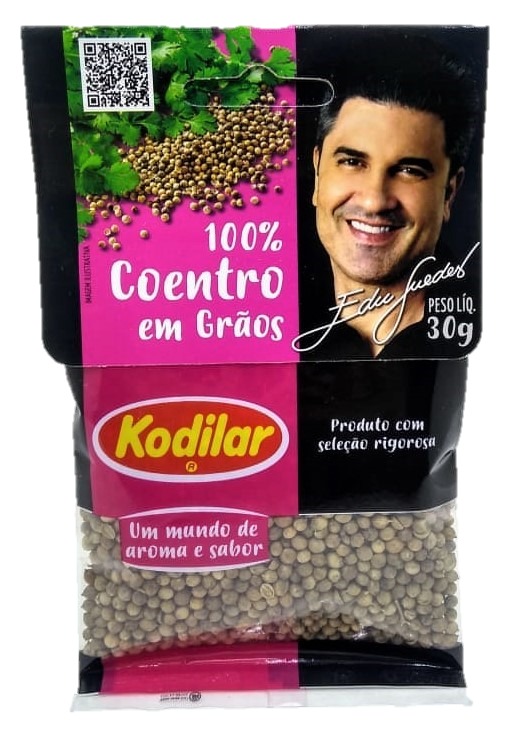 IMAGEM ILUSTRATIVA
100%
Coentro
em Grãos
Edu Guedes
PESO LÍQ.
30g
Kodilar
R
Produto com
seleção rigorosa
Um mundo de
aroma e sabor